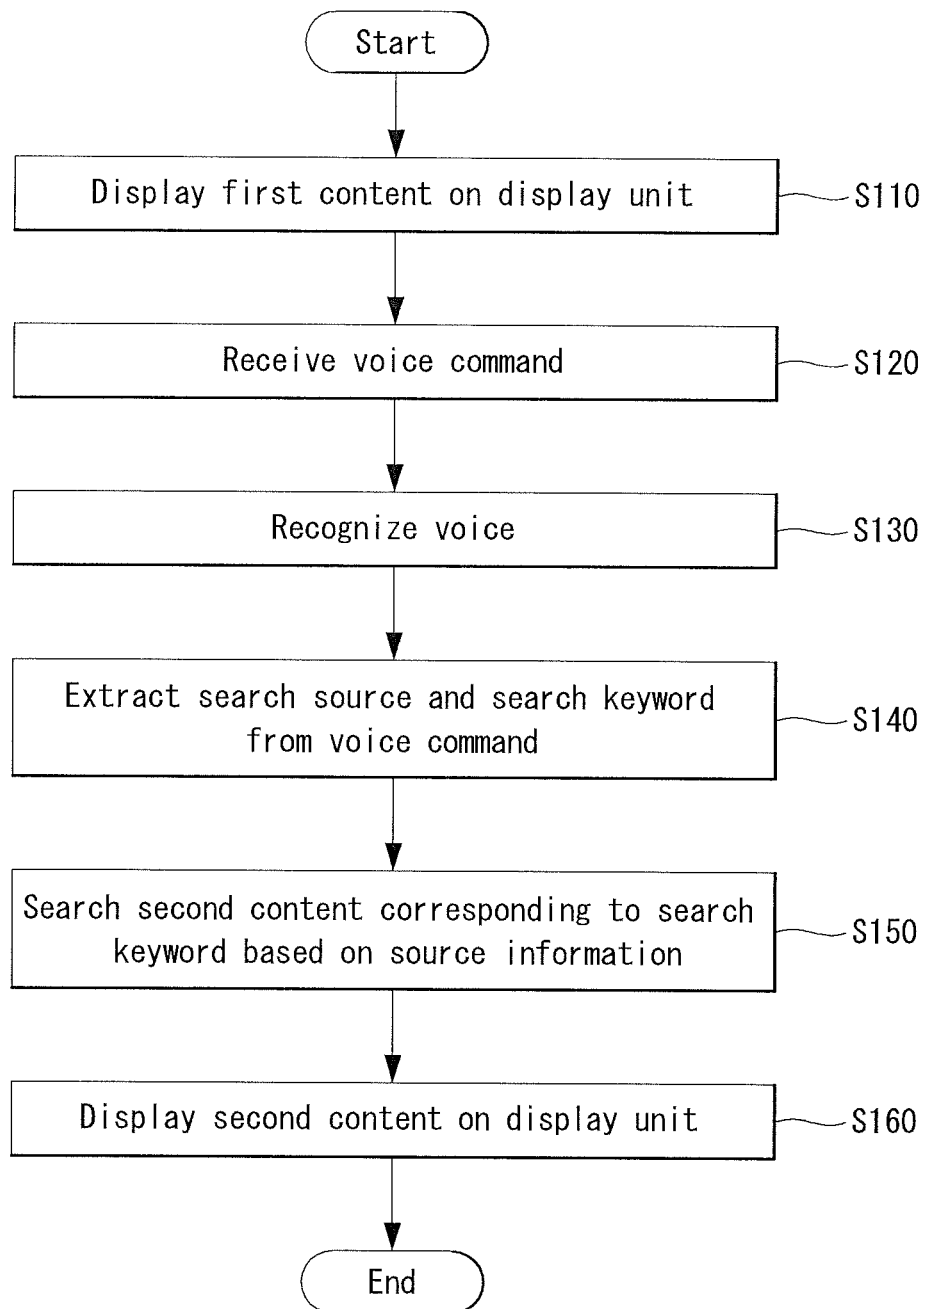 Start
Display first content on display unit
S110
Receive voice command
S120
Recognize voice
S130
Extract search source and search keyword
from voice command
S140
Search second content corresponding to search
keyword based on source information
S150
Display second content on display unit
S160
End